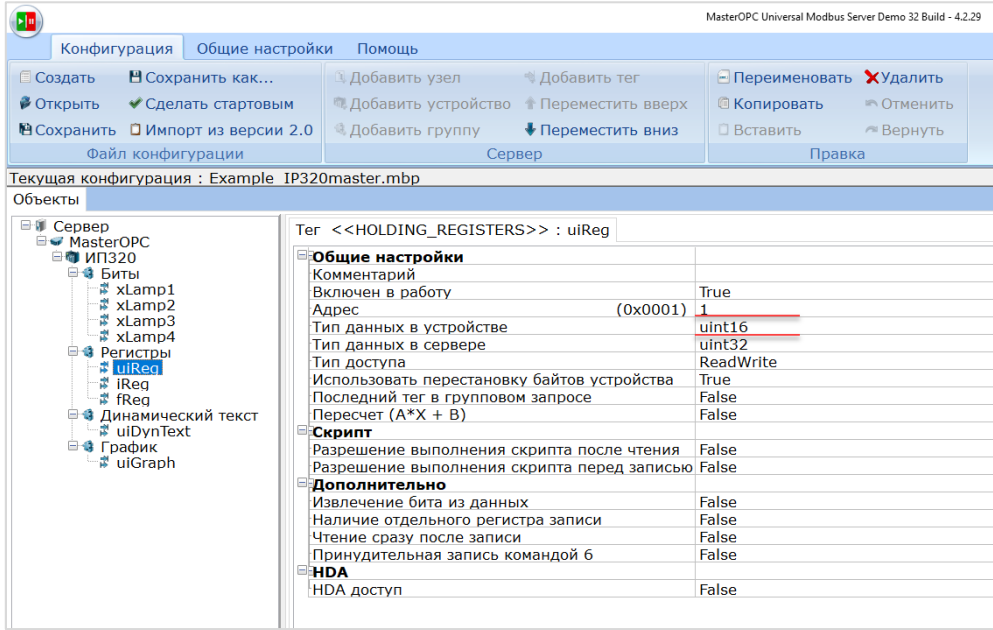 MasterOPC Universal Modbus Server Demo 32 Build - 4.2.29
Конфигурация Общие настройки Помощь
Создать Сохранить как... Добавить узел Добавить тег Переименовать Удалить
Открыть Сделать стартовым Добавить устройство Переместить вверх Копировать Отменить
Сохранить Импорт из версии 2.0 Добавить группу Переместить вниз Вставить Вернуть
Файл конфигурации Сервер Правка
Текущая конфигурация : Example IP320master.mbp
Объекты
Сервер
MasterOPC
ИП320
Биты
xLamp1
xLamp2
xLamp3
xLamp4
Регистры
uiReg
iReg
fReg
Динамический текст
uiDynText
График
uiGraph
Тег <<HOLDING_REGISTERS>> : uiReg
Общие настройки
Комментарий
Включен в работу True
Адрес (0x0001) 1
Тип данных в устройстве uint16
Тип данных в сервере uint32
Тип доступа ReadWrite
Использовать перестановку байтов устройства True
Последний тег в групповом запросе False
Пересчет (A*X + B) False
Скрипт
Разрешение выполнения скрипта после чтения False
Разрешение выполнения скрипта перед записью False
Дополнительно
Извлечение бита из данных False
Наличие отдельного регистра записи False
Чтение сразу после записи False
Принудительная запись командой 6 False
HDA
HDA доступ False